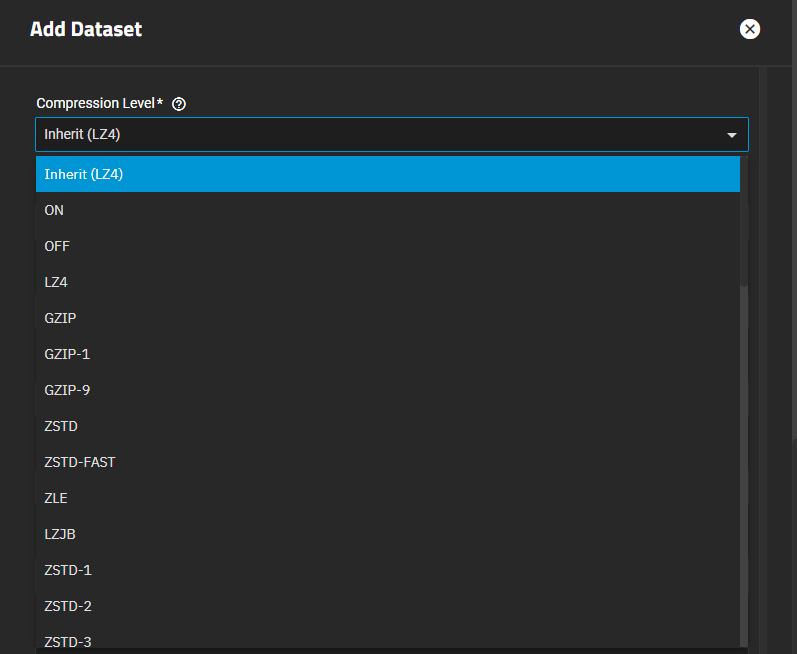 Add Dataset
Compression Level*
Inherit (LZ4)
Inherit (LZ4)
ON
OFF
LZ4
GZIP
GZIP-1
GZIP-9
ZSTD
ZSTD-FAST
ZLE
LZJB
ZSTD-1
ZSTD-2
ZSTD-3